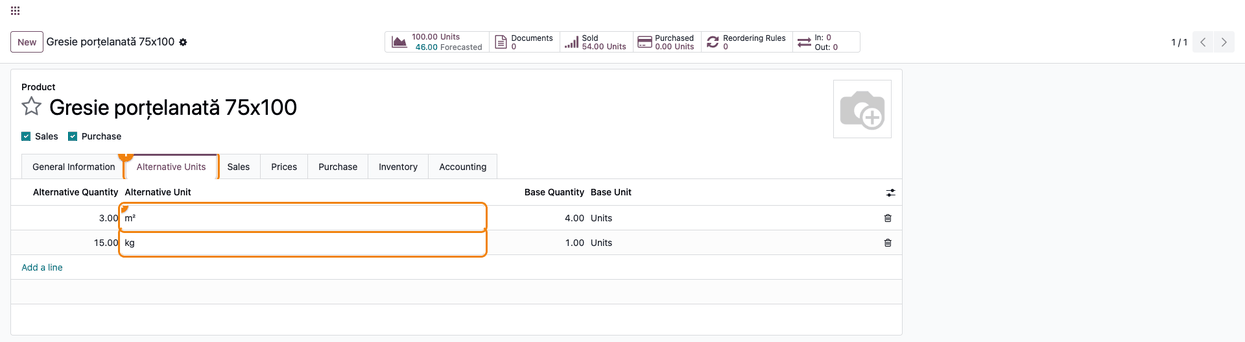 New Gresie porțelanată 75x100
100.00 Units
46.00 Forecasted
Documents
0
Sold
54.00 Units
Purchased
0.00 Units
Reordering Rules
0
In: 0
Out: 0
1 / 1
Product
Gresie porțelanată 75x100
Sales Purchase
General Information Alternative Units Sales Prices Purchase Inventory Accounting
Alternative Quantity Alternative Unit Base Quantity Base Unit
3.00 m² 4.00 Units
15.00 kg 1.00 Units
Add a line